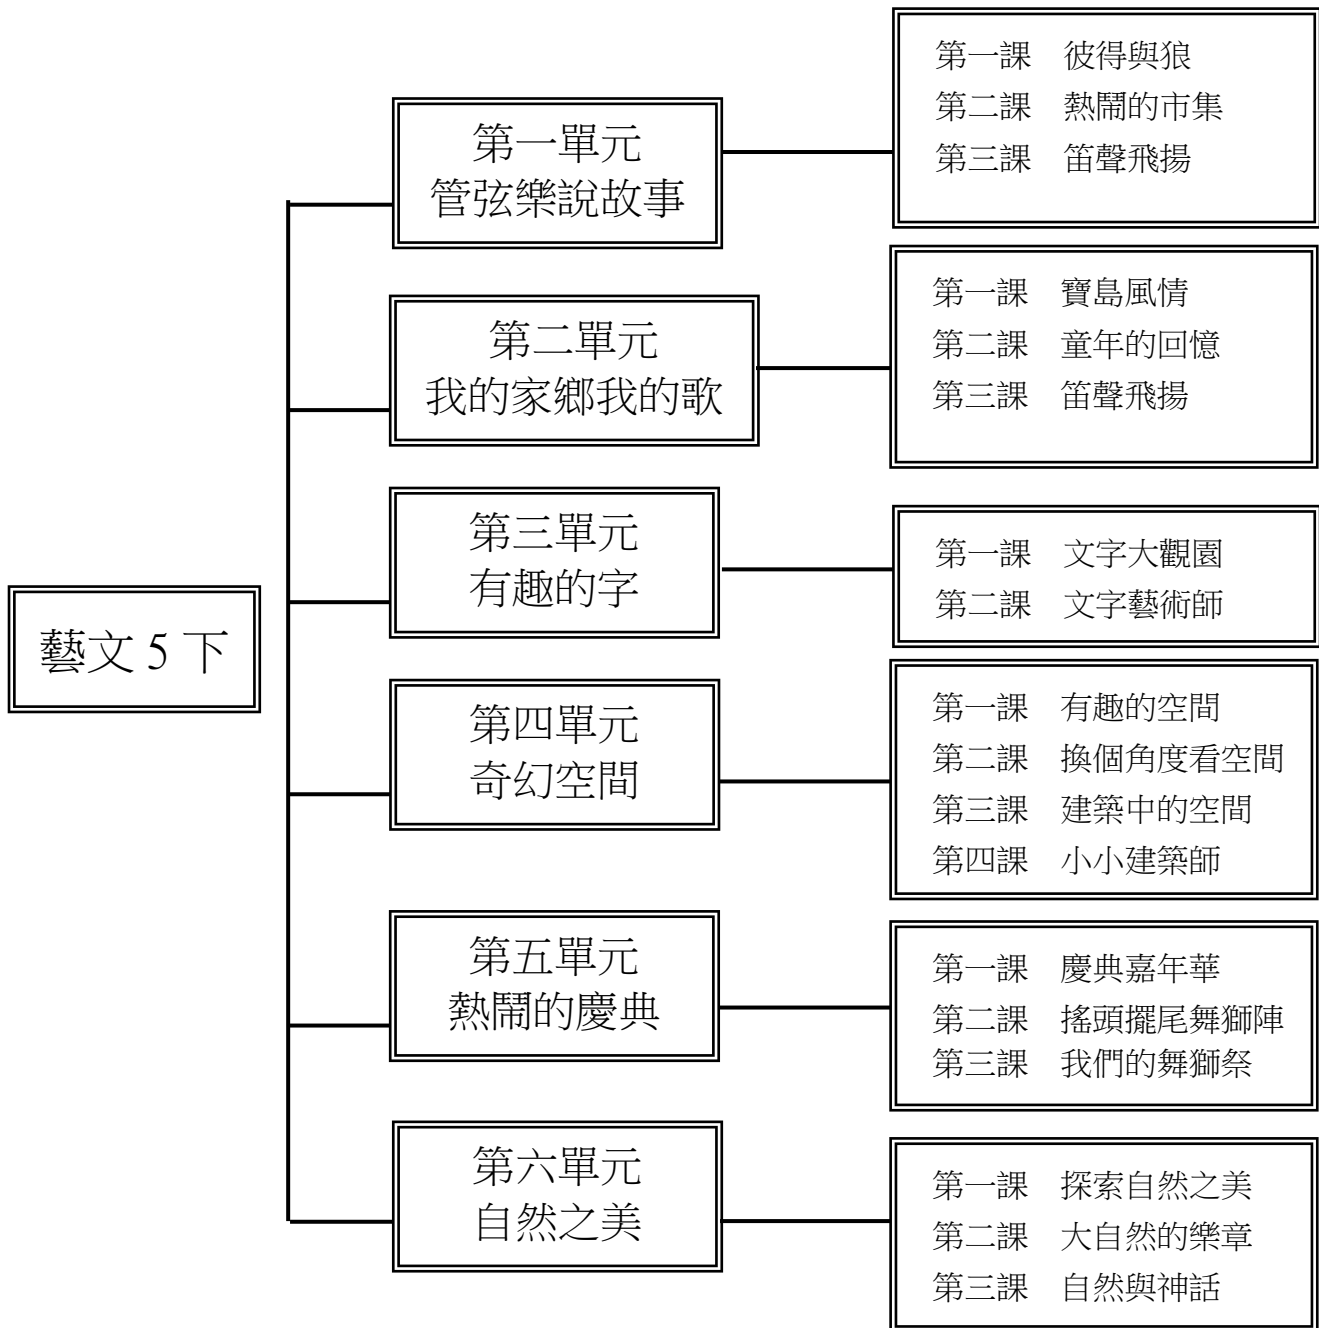 藝文 5 下
第一單元
管弦樂說故事
第一課　彼得與狼
第二課　熱鬧的市集
第三課　笛聲飛揚
第二單元
我的家鄉我的歌
第一課　寶島風情
第二課　童年的回憶
第三課　笛聲飛揚
第三單元
有趣的字
第一課　文字大觀園
第二課　文字藝術師
第四單元
奇幻空間
第一課　有趣的空間
第二課　換個角度看空間
第三課　建築中的空間
第四課　小小建築師
第五單元
熱鬧的慶典
第一課　慶典嘉年華
第二課　搖頭擺尾舞獅陣
第三課　我們的舞獅祭
第六單元
自然之美
第一課　探索自然之美
第二課　大自然的樂章
第三課　自然與神話